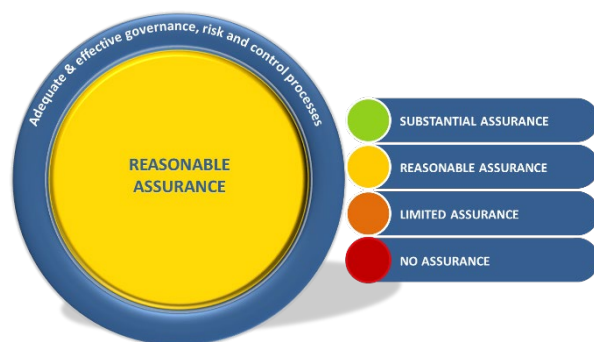 Adequate & effective governance, risk and control processes
REASONABLE
ASSURANCE
SUBSTANTIAL ASSURANCE
REASONABLE ASSURANCE
LIMITED ASSURANCE
NO ASSURANCE